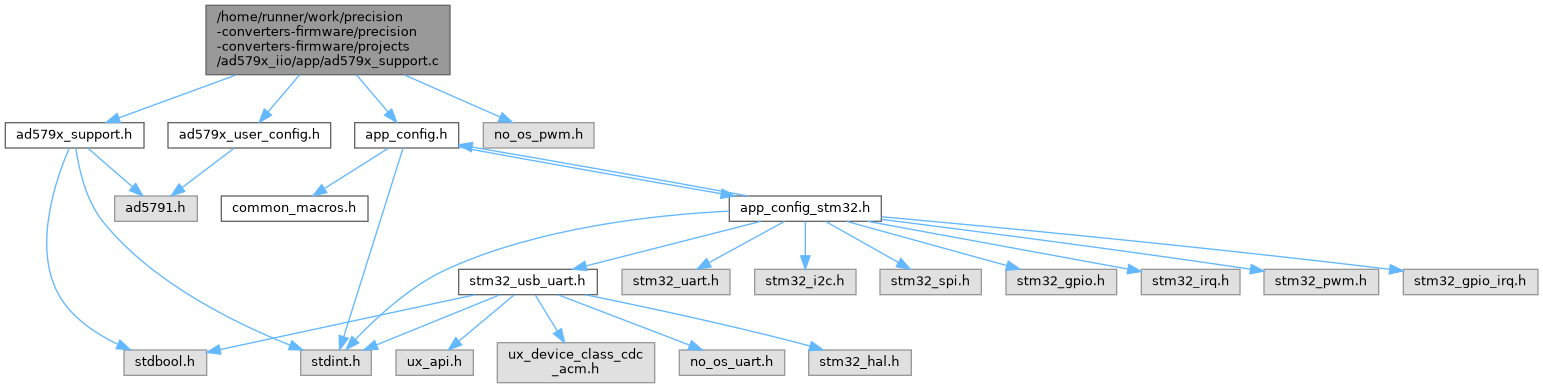 /home/runner/work/precision
-converters-firmware/precision
-converters-firmware/projects
/ad579x_iio/app/ad579x_support.c
ad579x_support.h
ad579x_user_config.h
app_config.h
no_os_pwm.h
ad5791.h
common_macros.h
app_config_stm32.h
stm32_usb_uart.h
stm32_uart.h
stm32_i2c.h
stm32_spi.h
stm32_gpio.h
stm32_irq.h
stm32_pwm.h
stm32_gpio_irq.h
stdbool.h
stdint.h
ux_api.h
ux_device_class_cdc
_acm.h
no_os_uart.h
stm32_hal.h